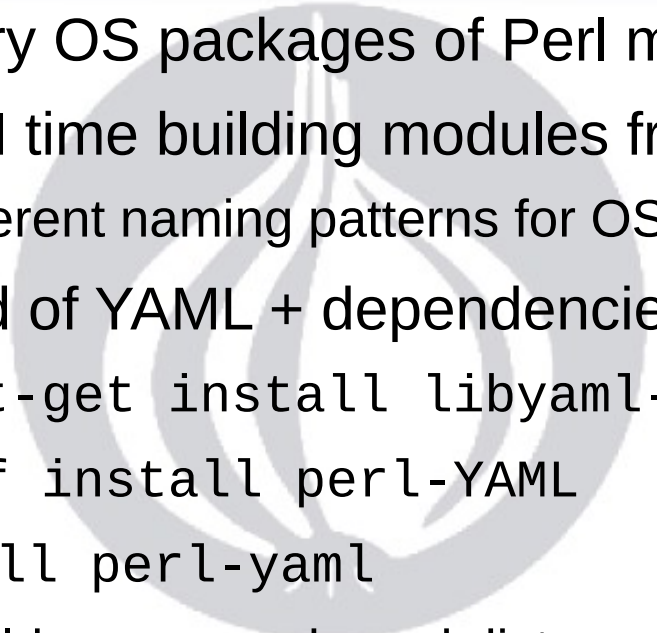 ry OS packages of Perl m
time building modules fr
erent naming patterns for OS
d of YAML + dependencie
t-get install libyaml-
f install perl-YAML
ll perl-yaml